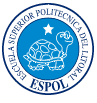 ESCUELA SUPERIOR POLITECNICA DEL LITORAL
ESPOL